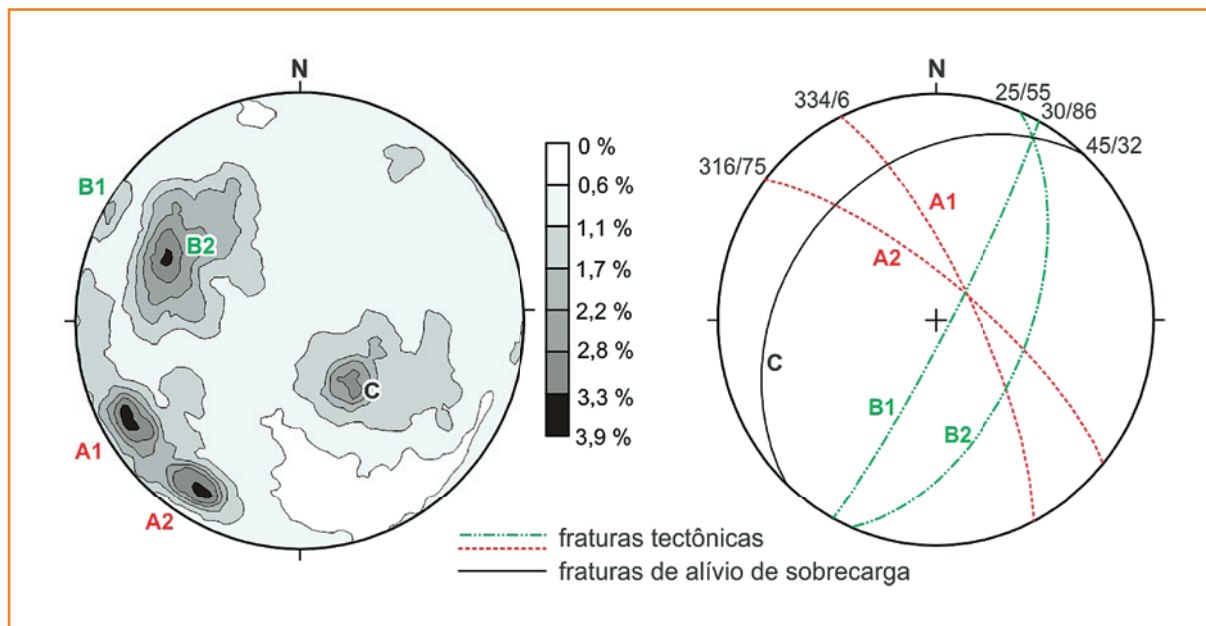 N
B1
B2
C
A1
A2
0 %
0,6 %
1,1 %
1,7 %
2,2 %
2,8 %
3,3 %
3,9 %
N
334/6
25/55
30/86
45/32
316/75
A1
A2
C
B1
B2
fraturas tectônicas
fraturas de alívio de sobrecarga